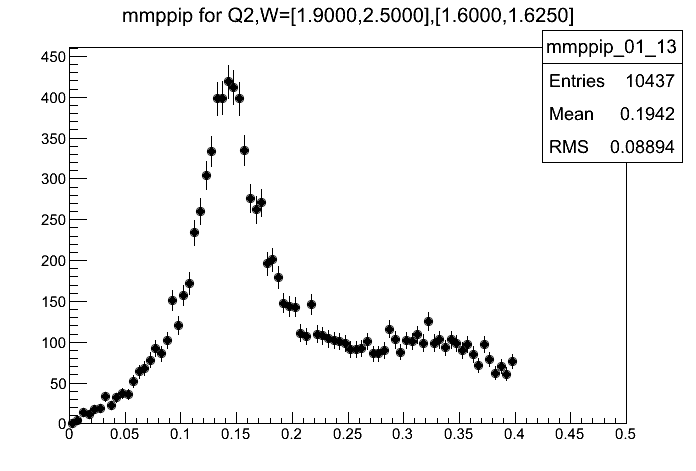 mmppip for Q2,W=[1.9000,2.5000],[1.6000,1.6250]
mmppip_01_13
Entries 10437
Mean 0.1942
RMS 0.08894
450
400
350
300
250
200
150
100
50
0
0 0.05 0.1 0.15 0.2 0.25 0.3 0.35 0.4 0.45 0.5